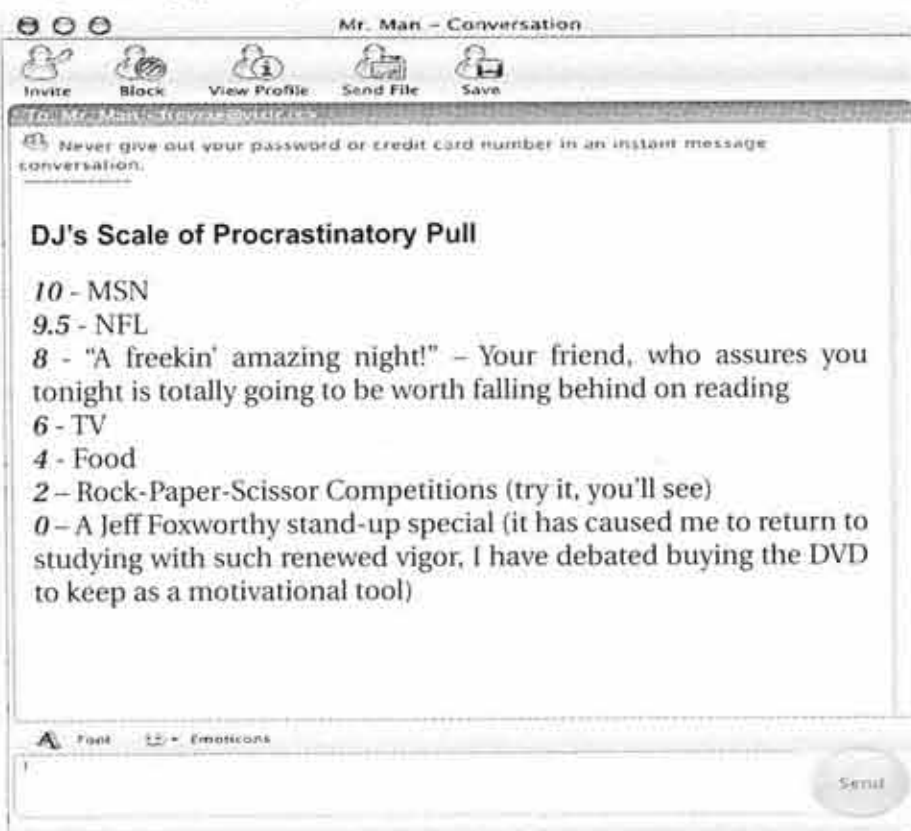 Mr. Man – Conversation
Invite Block View Profile Send File Save
To: Mr. Man
Never give out your password or credit card number in an instant message
conversation.
DJ's Scale of Procrastinatory Pull
10 - MSN
9.5 - NFL
8 - “A freekin' amazing night!” – Your friend, who assures you
tonight is totally going to be worth falling behind on reading
6 - TV
4 - Food
2 – Rock-Paper-Scissor Competitions (try it, you'll see)
0 – A Jeff Foxworthy stand-up special (it has caused me to return to
studying with such renewed vigor, I have debated buying the DVD
to keep as a motivational tool)
A Font Emoticons
Send